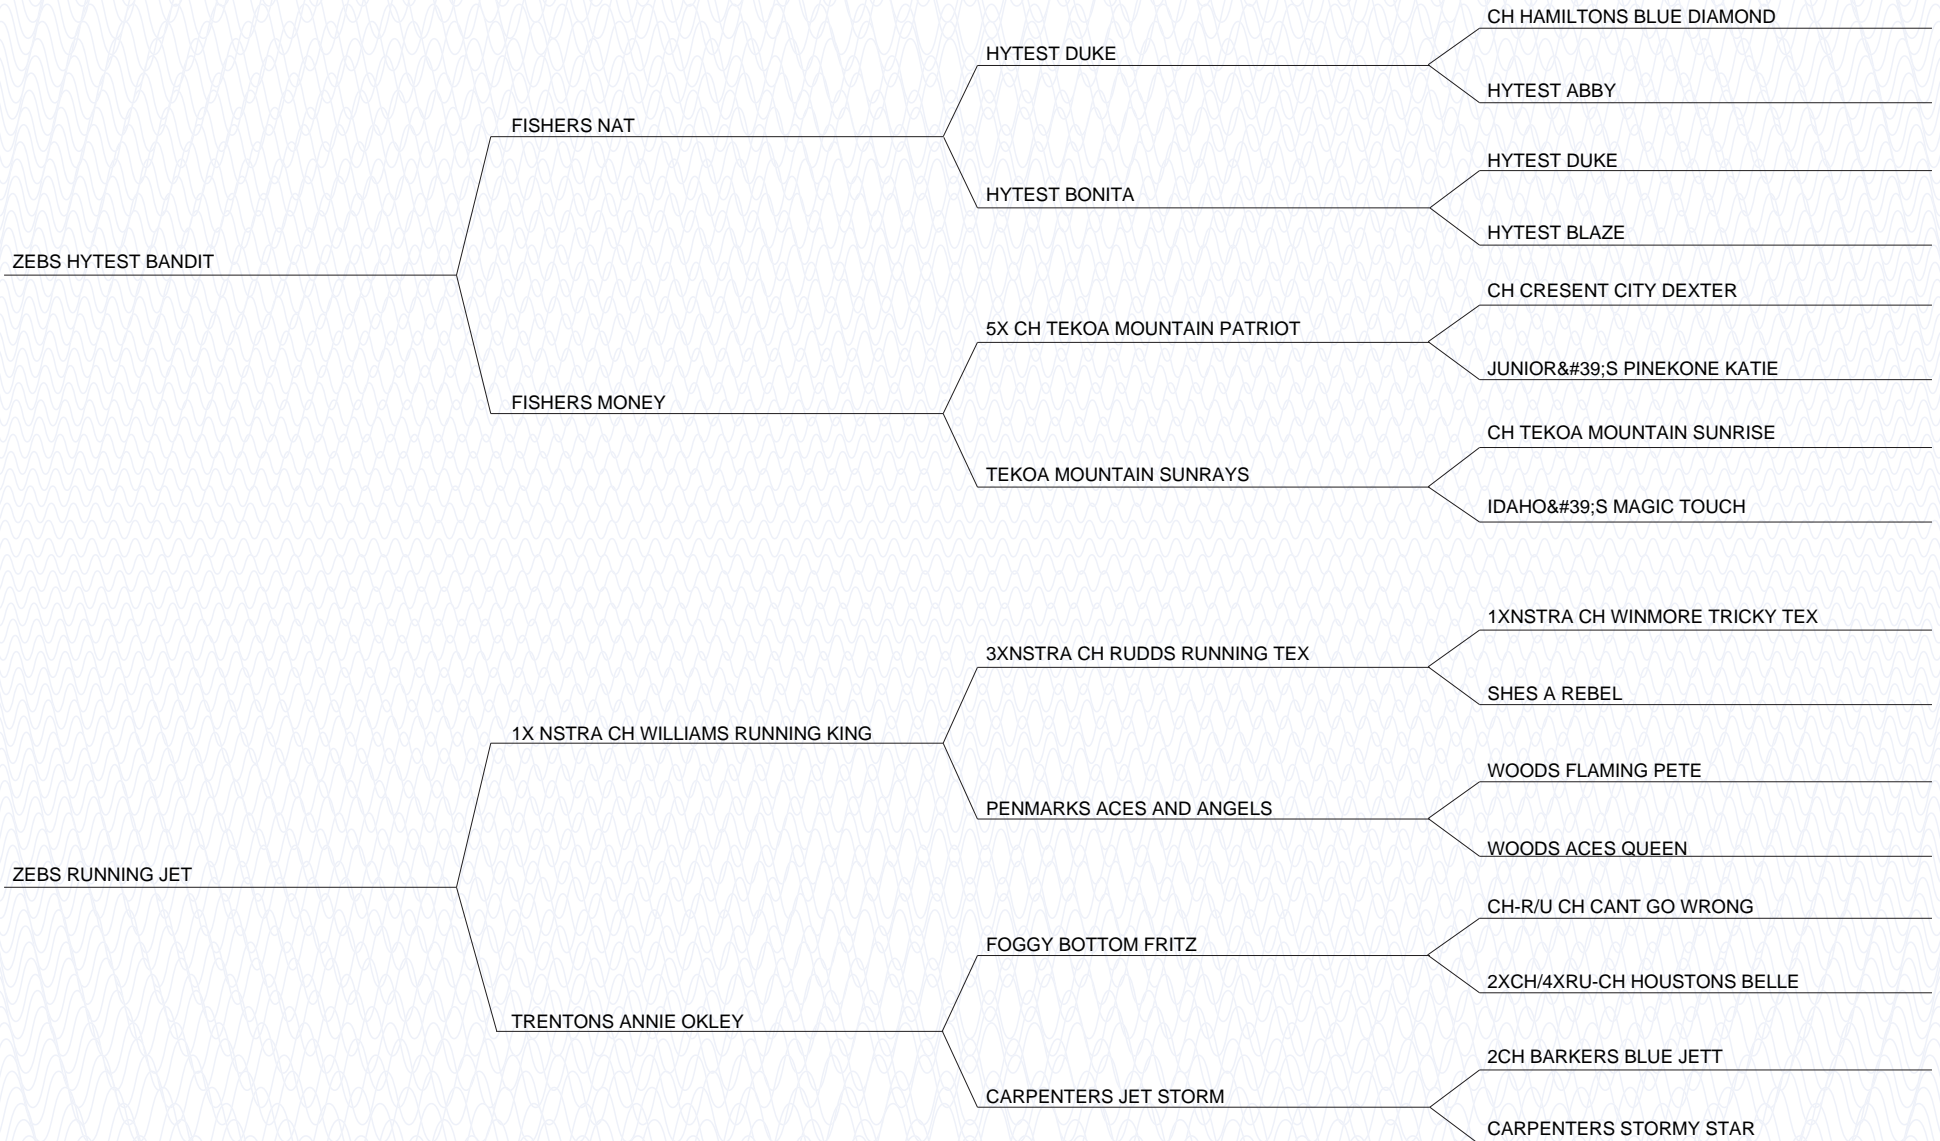 CH HAMILTONS BLUE DIAMOND
HYTEST DUKE
HYTEST ABBY
FISHERS NAT
HYTEST DUKE
HYTEST BONITA
HYTEST BLAZE
ZEBS HYTEST BANDIT
CH CRESENT CITY DEXTER
5X CH TEKOA MOUNTAIN PATRIOT
JUNIOR&#39;S PINEKONE KATIE
FISHERS MONEY
CH TEKOA MOUNTAIN SUNRISE
TEKOA MOUNTAIN SUNRAYS
IDAHO&#39;S MAGIC TOUCH
1XNSTRA CH WINMORE TRICKY TEX
3XNSTRA CH RUDDS RUNNING TEX
SHES A REBEL
1X NSTRA CH WILLIAMS RUNNING KING
WOODS FLAMING PETE
PENMARKS ACES AND ANGELS
WOODS ACES QUEEN
ZEBS RUNNING JET
CH-R/U CH CANT GO WRONG
FOGGY BOTTOM FRITZ
2XCH/4XRU-CH HOUSTONS BELLE
TRENTONS ANNIE OKLEY
2CH BARKERS BLUE JETT
CARPENTERS JET STORM
CARPENTERS STORMY STAR